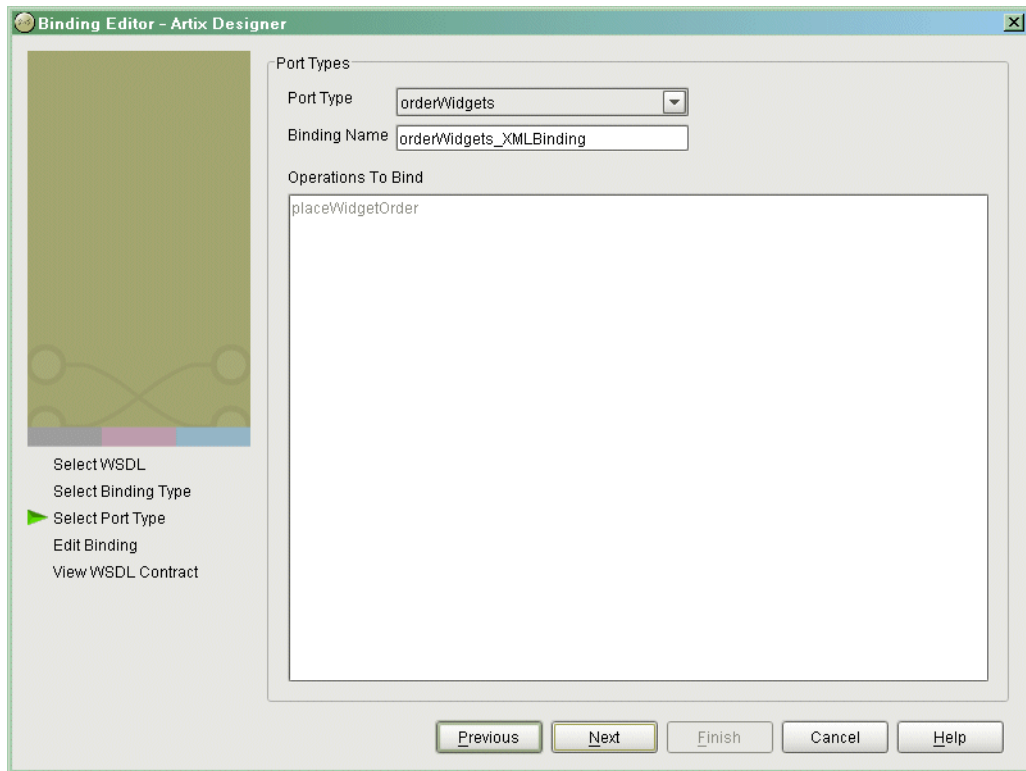 Binding Editor - Artix Designer
Port Types
Port Type orderWidgets
Binding Name orderWidgets_XMLBinding
Operations To Bind
placeWidgetOrder
Select WSDL
Select Binding Type
Select Port Type
Edit Binding
View WSDL Contract
Previous Next Finish Cancel Help